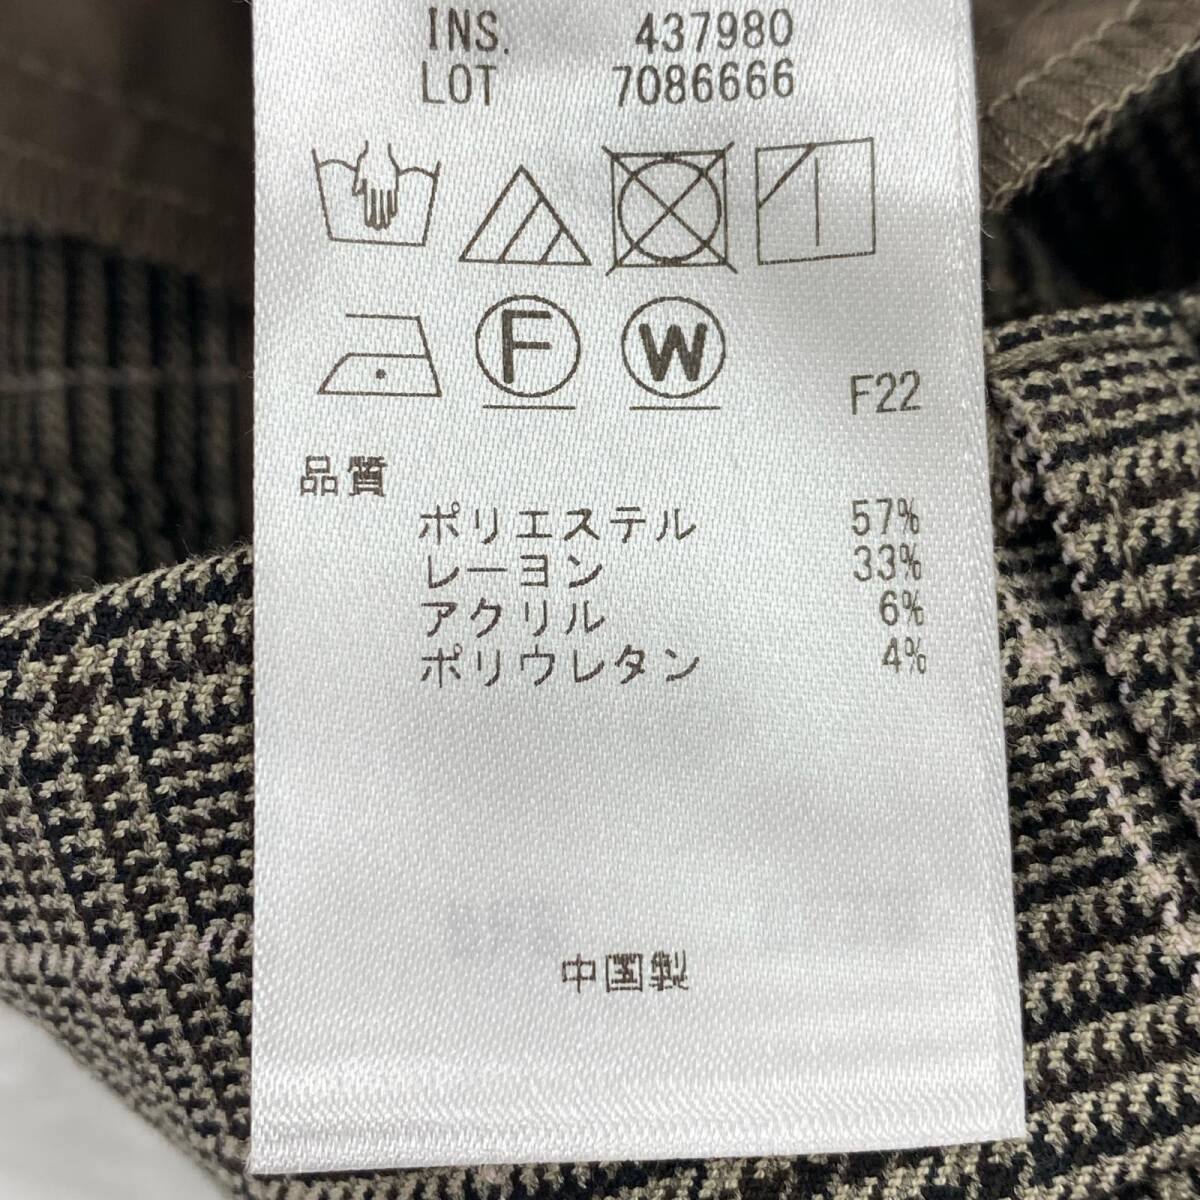 INS. 437980
LOT 7086666
F W F22
品質
ポリエステル 57%
レーヨン 33%
アクリル 6%
ポリウレタン 4%
中国製